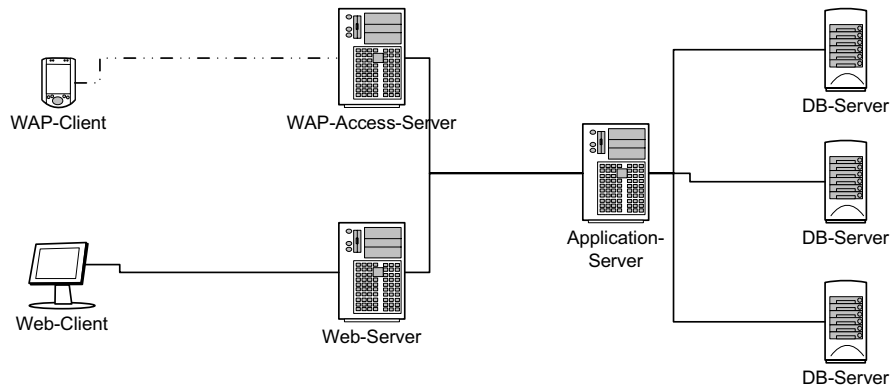 DB-Server
WAP-Client
WAP-Access-Server
Application-
Server
DB-Server
Web-Client
Web-Server
DB-Server